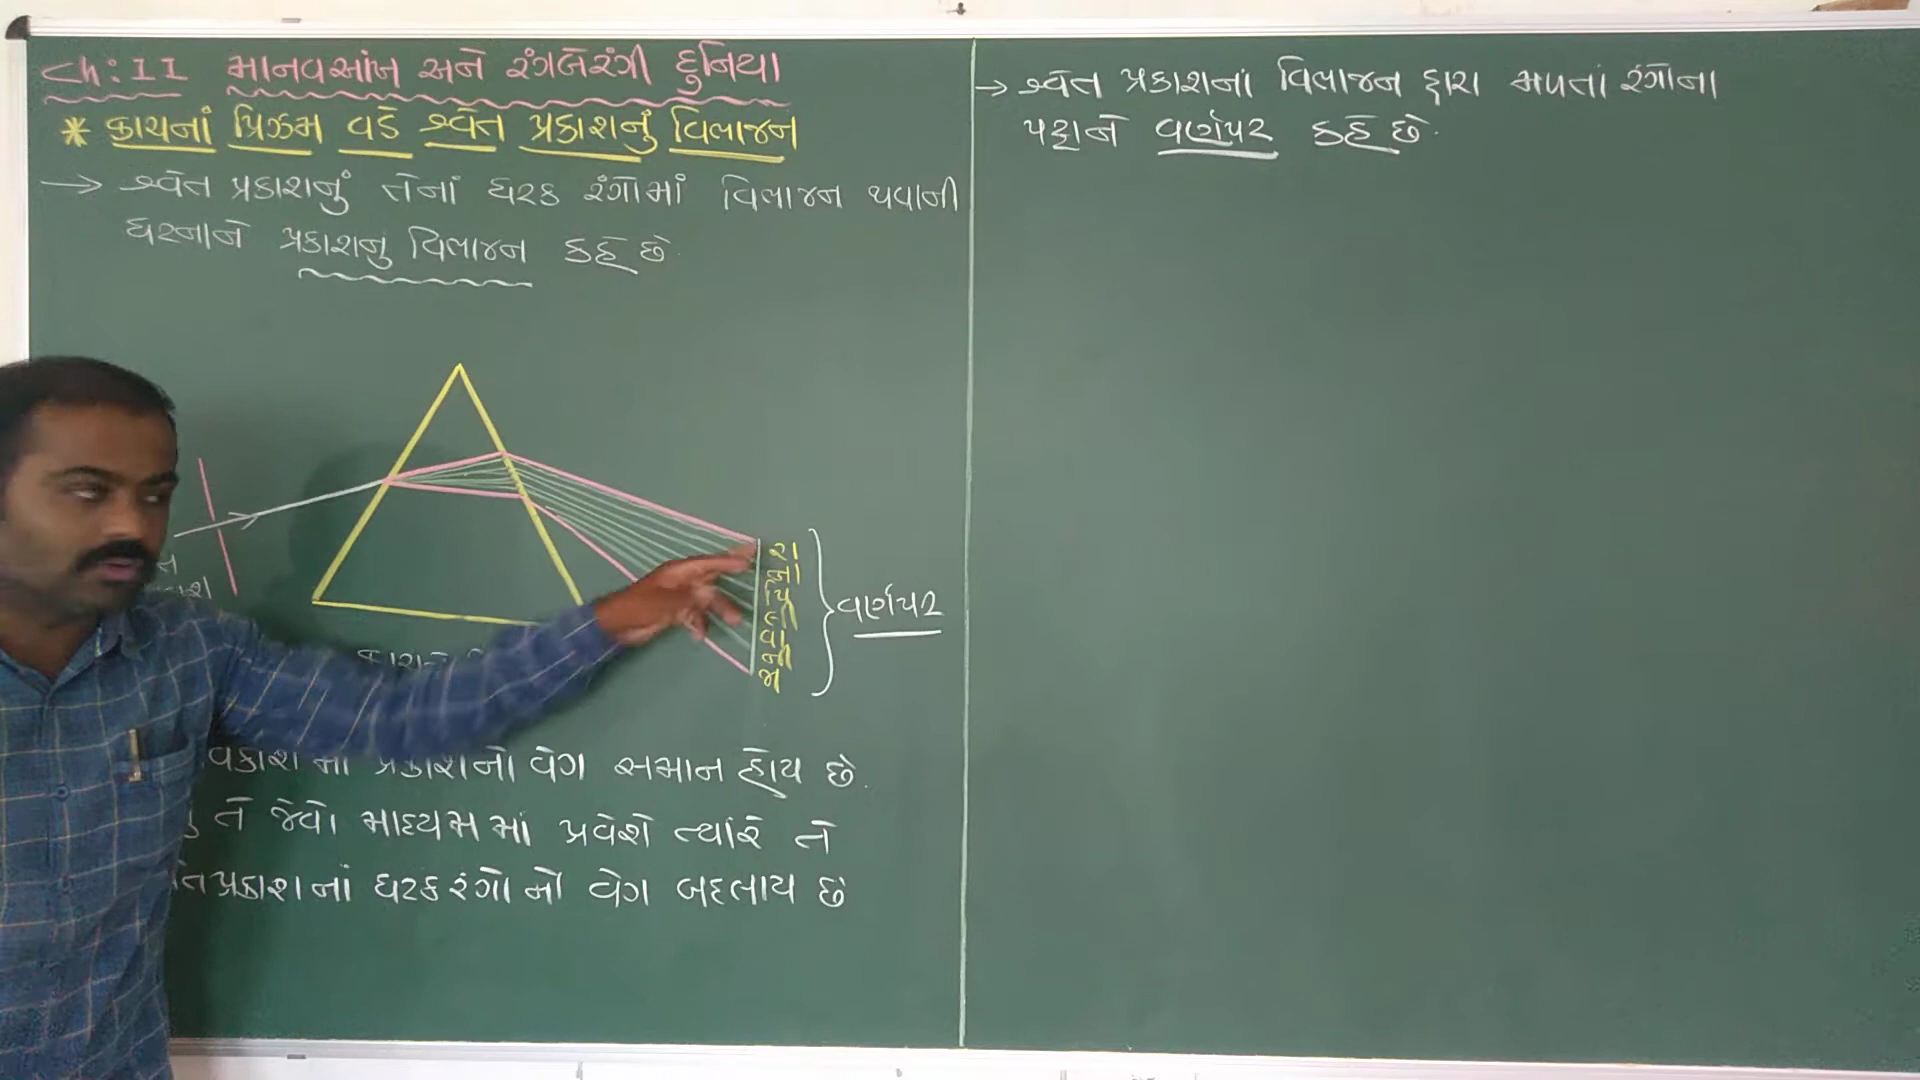 Ch: 11 માનવઆંખ અને રંગબેરંગી દુનિયા
* કાચનાં પ્રિઝમ વડે શ્વેત પ્રકાશનું વિભાજન
→ શ્વેત પ્રકાશનું તેનાં ઘટક રંગોમાં વિભાજન થવાની
ઘટનાને પ્રકાશનું વિભાજન કહે છે
રા
નાં
પિ
લી
વા
ની
જા
વર્ણપટ
પ્રકાશનો વેગ સમાન હોય છે.
તે જેવો માધ્યમ માં પ્રવેશે ત્યારે તે
પ્રકાશનાં ઘટક રંગો નો વેગ બદલાય છે
→ શ્વેત પ્રકાશનાં વિભાજન દ્વારા મળતાં રંગોના
પટ્ટાને વર્ણપટ કહે છે.